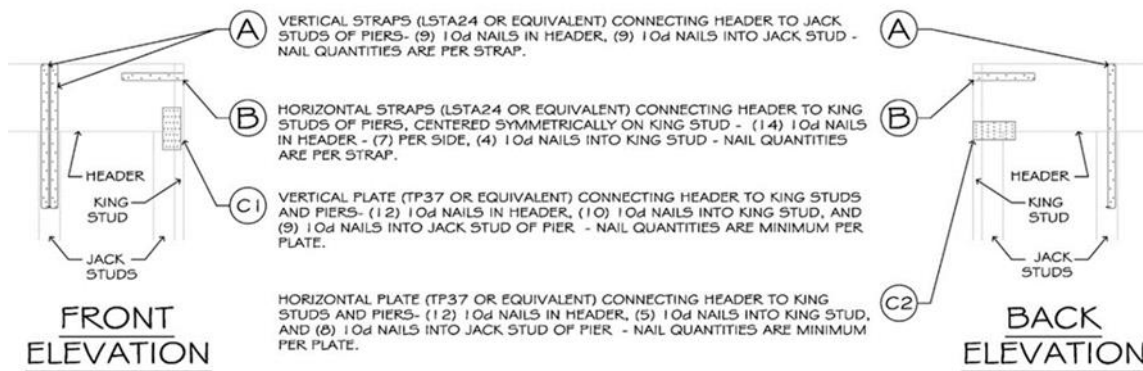 A
VERTICAL STRAPS (LSTA24 OR EQUIVALENT) CONNECTING HEADER TO JACK
STUDS OF PIERS- (9) 10d NAILS IN HEADER, (9) 10d NAILS INTO JACK STUD -
NAIL QUANTITIES ARE PER STRAP.
A
B
HORIZONTAL STRAPS (LSTA24 OR EQUIVALENT) CONNECTING HEADER TO KING
STUDS OF PIERS, CENTERED SYMMETRICALLY ON KING STUD - (14) 10d NAILS
IN HEADER - (7) PER SIDE, (4) 10d NAILS INTO KING STUD - NAIL QUANTITIES
ARE PER STRAP.
B
HEADER
KING
STUD
C1
VERTICAL PLATE (TP37 OR EQUIVALENT) CONNECTING HEADER TO KING STUDS
AND PIERS- (12) 10d NAILS IN HEADER, (10) 10d NAILS INTO KING STUD, AND
(9) 10d NAILS INTO JACK STUD OF PIER - NAIL QUANTITIES ARE MINIMUM PER
PLATE.
HEADER
KING
STUD
JACK
STUDS
JACK
STUDS
HORIZONTAL PLATE (TP37 OR EQUIVALENT) CONNECTING HEADER TO KING
STUDS AND PIERS- (12) 10d NAILS IN HEADER, (5) 10d NAILS INTO KING STUD,
AND (8) 10d NAILS INTO JACK STUD OF PIER - NAIL QUANTITIES ARE MINIMUM
PER PLATE.
C2
FRONT
ELEVATION
BACK
ELEVATION